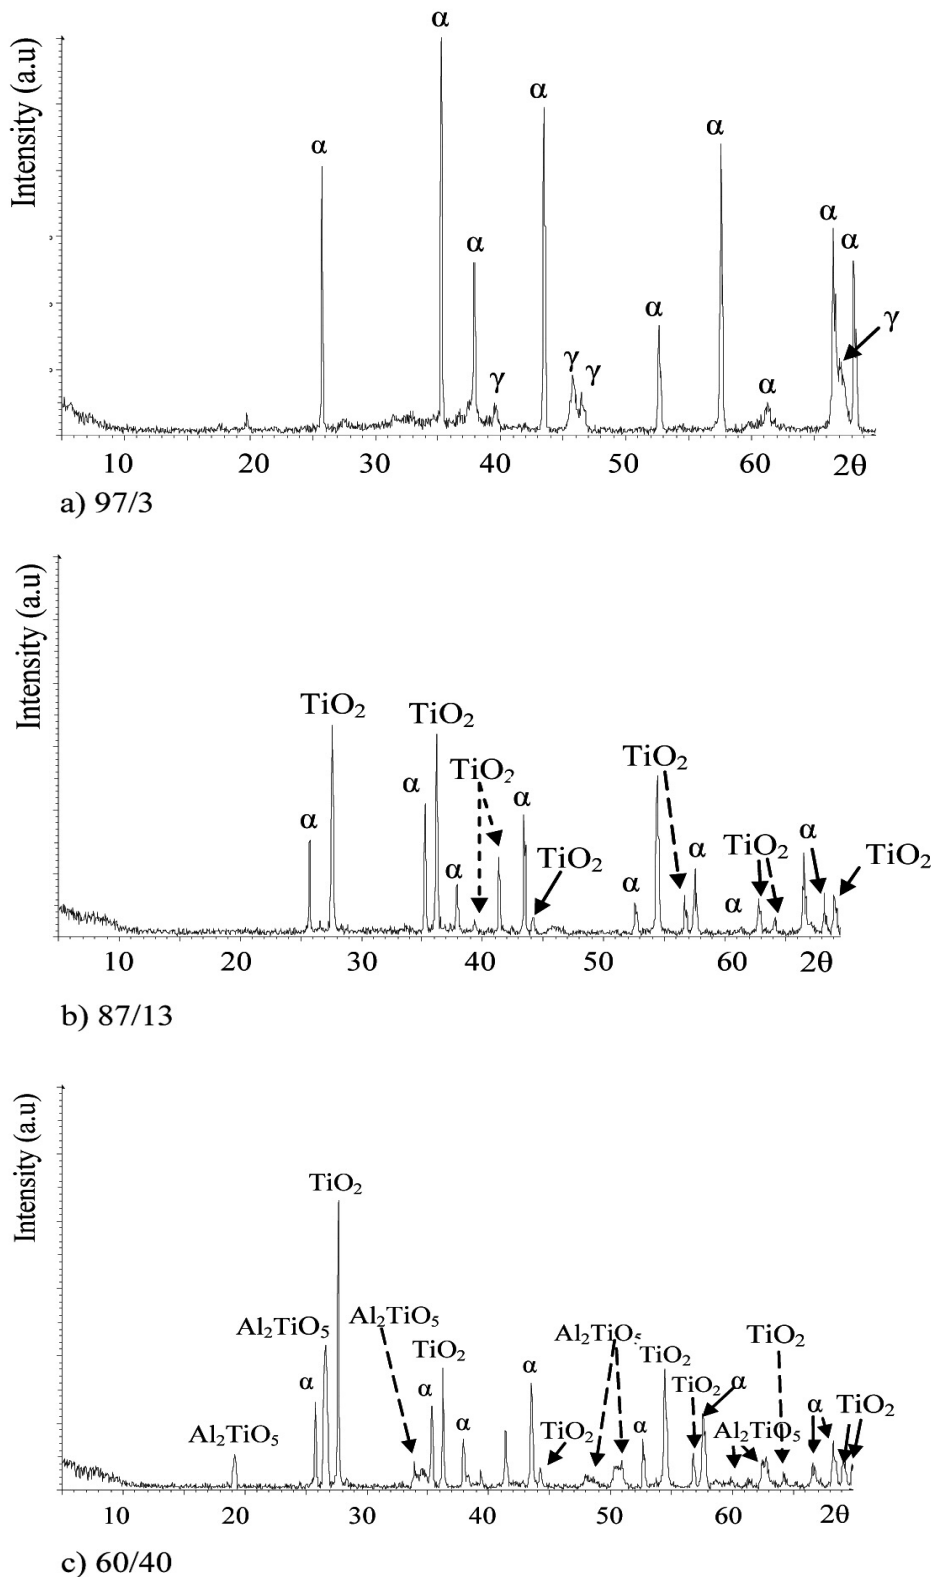 Intensity (a.u)
α
α
α
α
α
α
α
α
α
γ
γ
γ
γ
10 20 30 40 50 60 2θ
a) 97/3
Intensity (a.u)
TiO₂
TiO₂
TiO₂
TiO₂
α
α
α
α
TiO₂
α
α
TiO₂
α
α
TiO₂
10 20 30 40 50 60 2θ
b) 87/13
Intensity (a.u)
TiO₂
Al₂TiO₅
Al₂TiO₅
TiO₂
Al₂TiO₅
TiO₂
TiO₂
TiO₂
α
α
α
α
α
α
α
TiO₂
Al₂TiO₅
TiO₂
Al₂TiO₅
10 20 30 40 50 60 2θ
c) 60/40